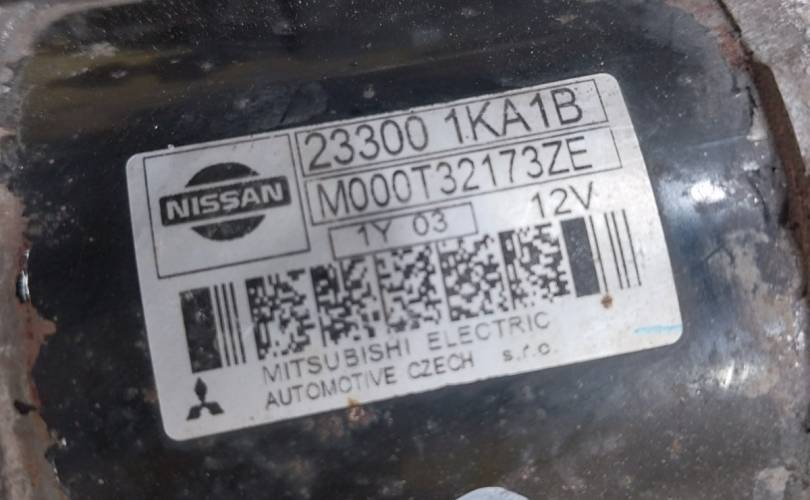 NISSAN
23300 1KA1B
M000T32173ZE
1Y 03
12V
MITSUBISHI ELECTRIC
AUTOMOTIVE CZECH s.r.o.